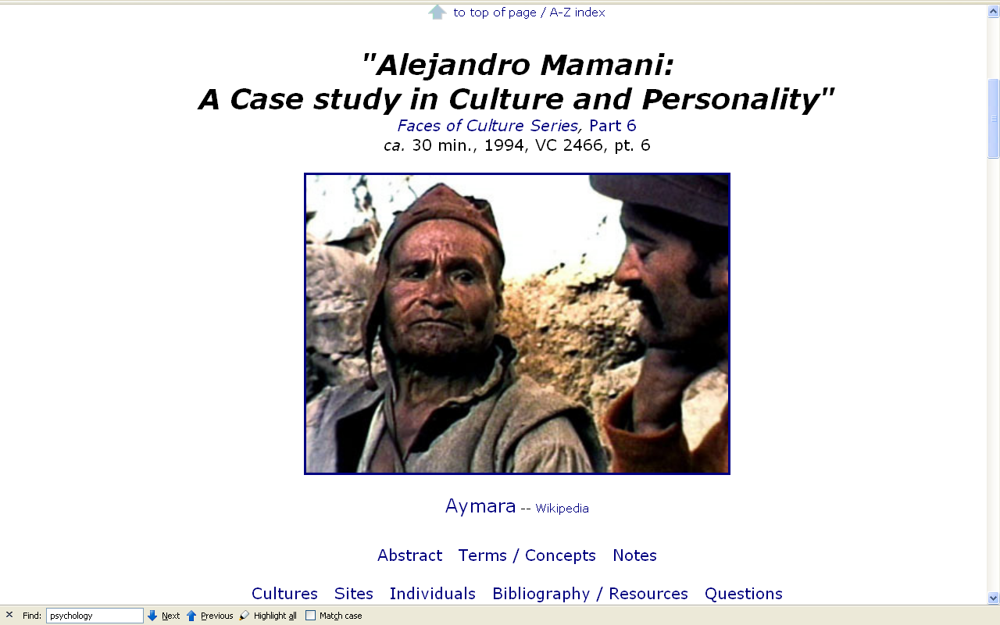 to top of page / A-Z index
"Alejandro Mamani:
A Case study in Culture and Personality"
Faces of Culture Series, Part 6
ca. 30 min., 1994, VC 2466, pt. 6
Aymara -- Wikipedia
Abstract Terms / Concepts Notes
Cultures Sites Individuals Bibliography / Resources Questions
Find: psychology Next Previous Highlight all Match case